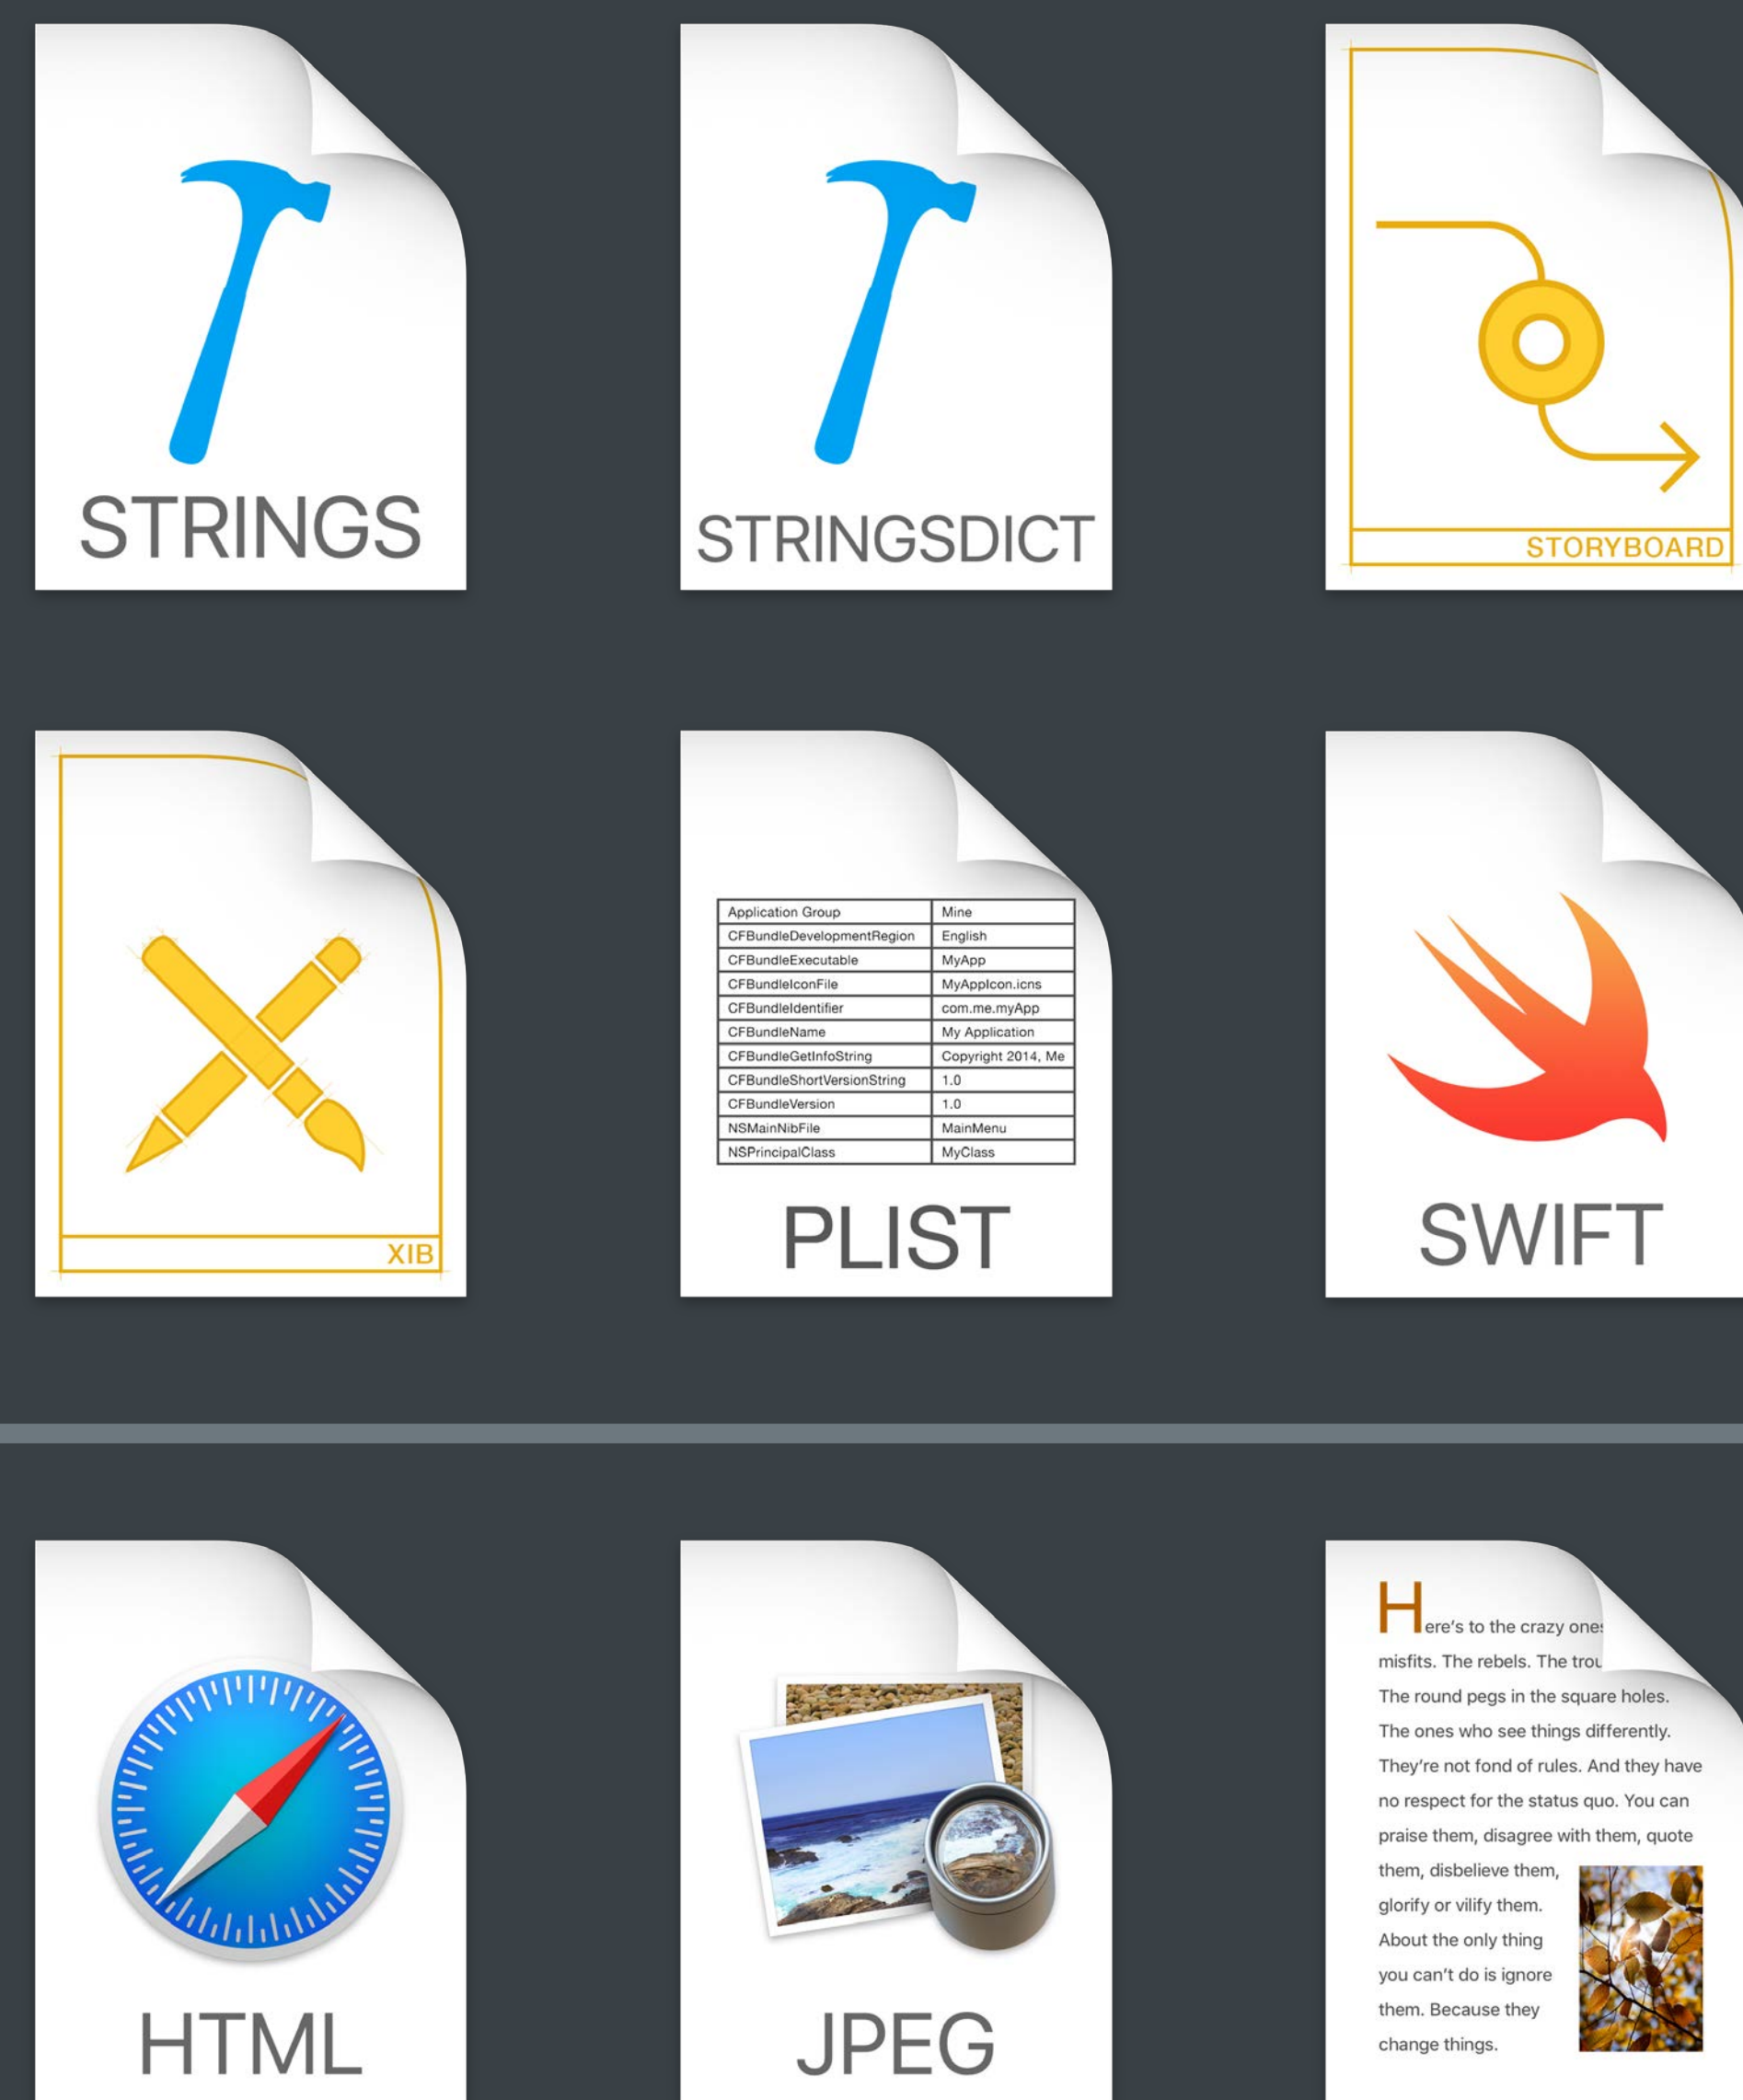 STRINGS
STRINGSDICT
STORYBOARD
XIB
Application Group Mine
CFBundleDevelopmentRegion English
CFBundleExecutable MyApp
CFBundleIconFile MyAppIcon.icns
CFBundleIdentifier com.me.myApp
CFBundleName My Application
CFBundleGetInfoString Copyright 2014, Me
CFBundleShortVersionString 1.0
CFBundleVersion 1.0
NSMainNibFile MainMenu
NSPrincipalClass MyClass
PLIST
SWIFT
HTML
JPEG
Here's to the crazy ones
misfits. The rebels. The trou
The round pegs in the square holes.
The ones who see things differently.
They're not fond of rules. And they have
no respect for the status quo. You can
praise them, disagree with them, quote
them, disbelieve them,
glorify or vilify them.
About the only thing
you can't do is ignore
them. Because they
change things.